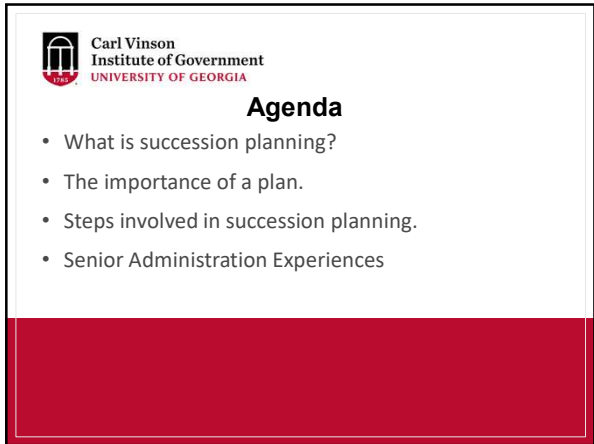 Carl Vinson
Institute of Government
UNIVERSITY OF GEORGIA
1785
Agenda
• What is succession planning?
• The importance of a plan.
• Steps involved in succession planning.
• Senior Administration Experiences